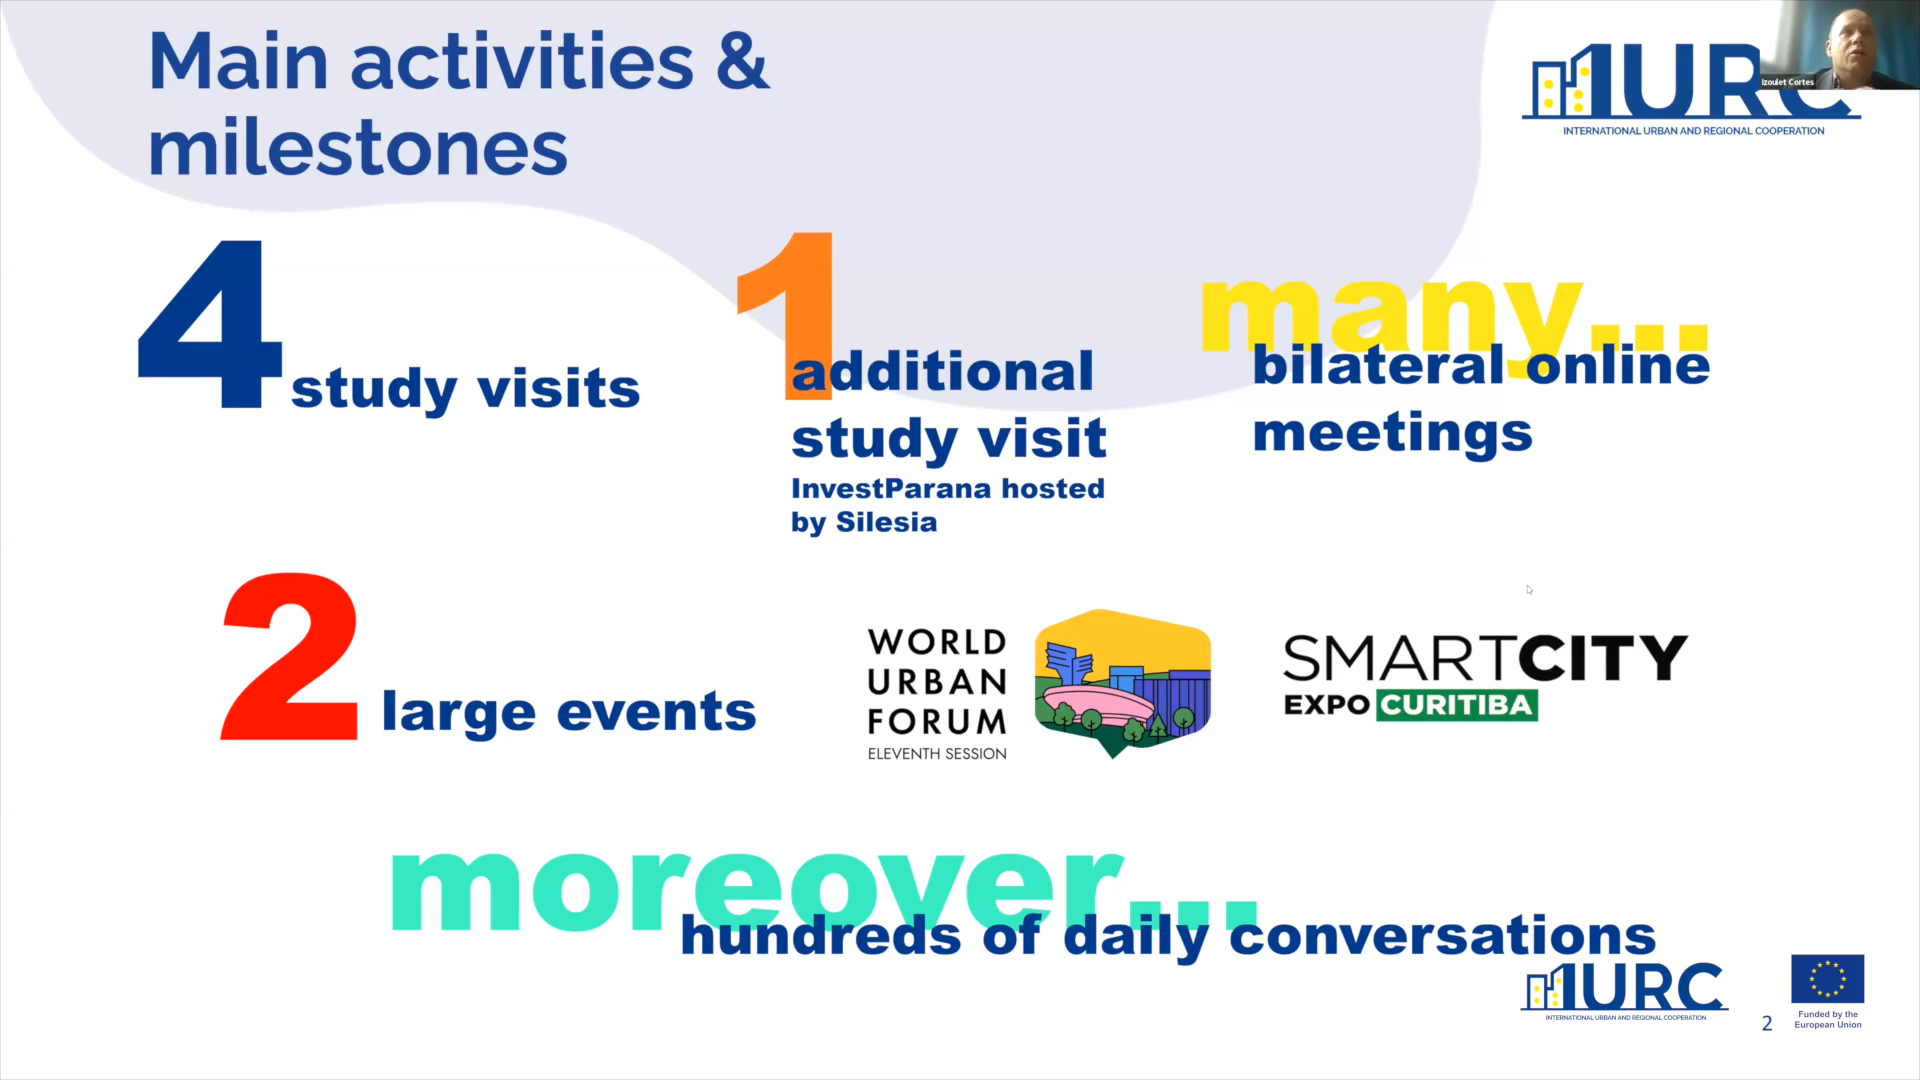 Main activities &
milestones
IURC
INTERNATIONAL URBAN AND REGIONAL COOPERATION
Izoulet Cortes
4 study visits
1 additional
study visit
InvestParana hosted
by Silesia
many...
bilateral online
meetings
2 large events
WORLD
URBAN
FORUM
ELEVENTH SESSION
SMARTCITY
EXPO CURITIBA
moreover...
hundreds of daily conversations
IURC
INTERNATIONAL URBAN AND REGIONAL COOPERATION
2
Funded by the
European Union